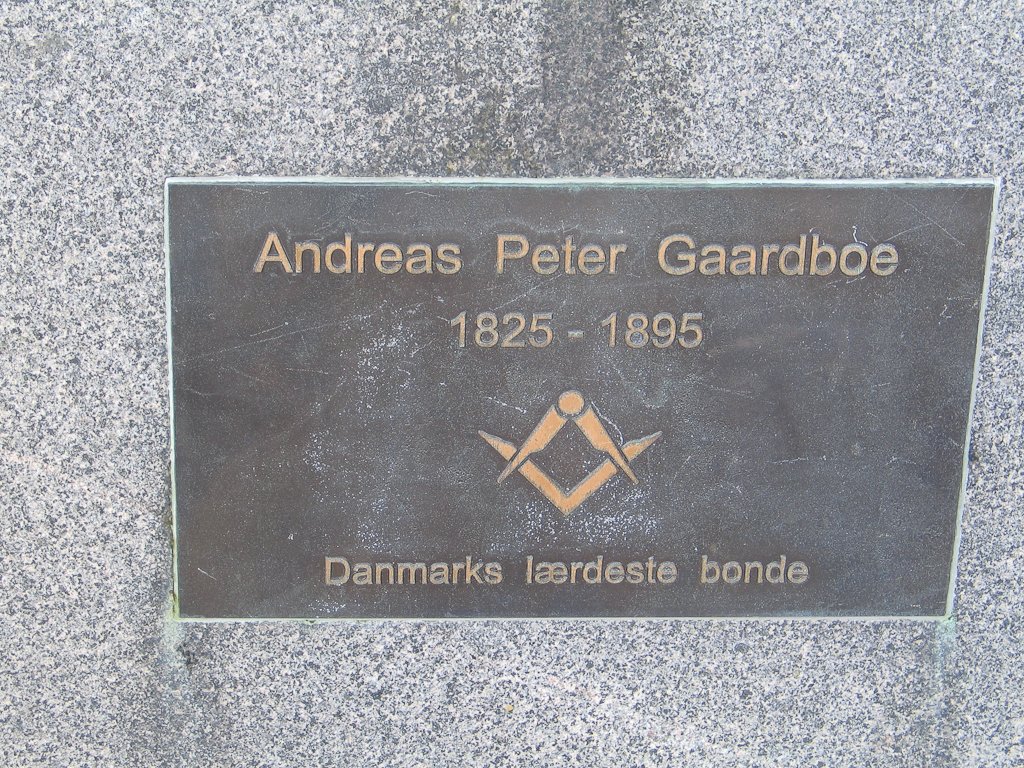 Andreas Peter Gaardboe
1825 - 1895
Danmarks lærdeste bonde